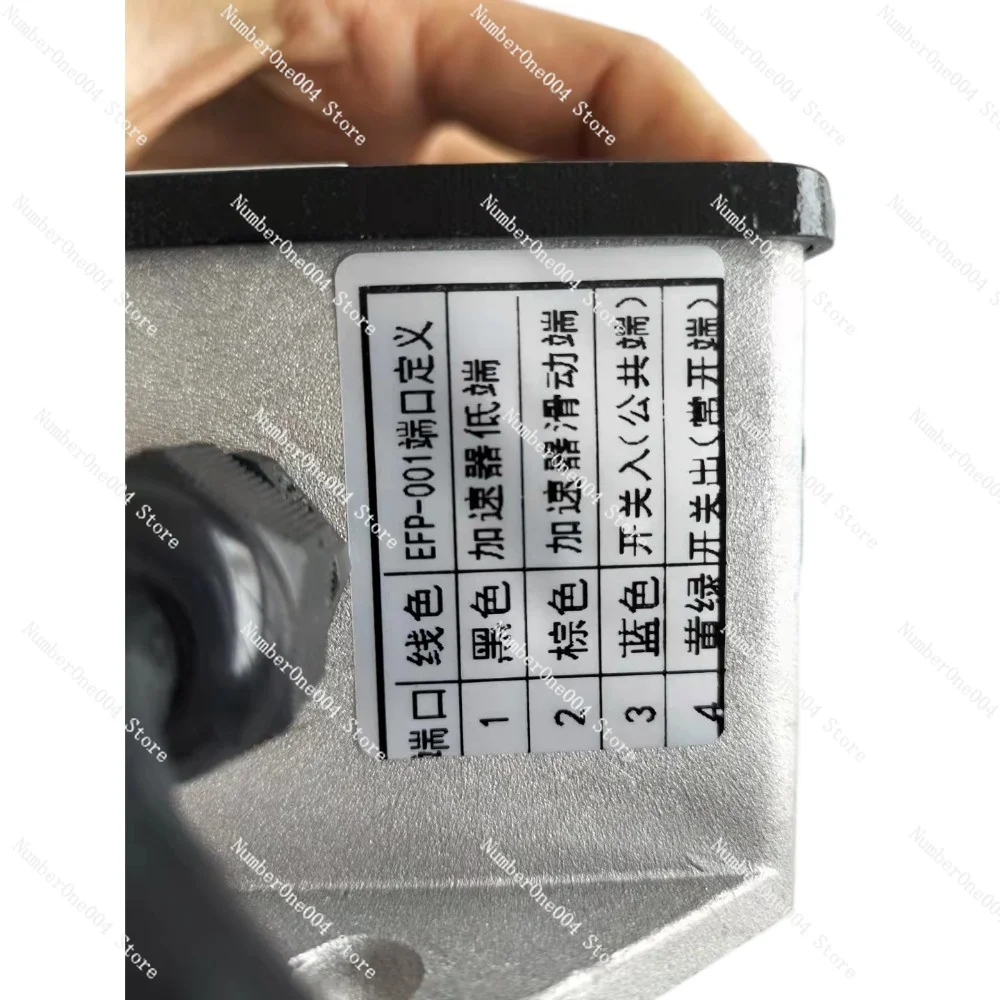 端口 线色 EFP-001端口定义
1 黑色 加速器低端
2 棕色 加速器滑动端
3 蓝色 开关入(公共端)
4 黄绿 开关出(常开端)
NumberOne004 Store